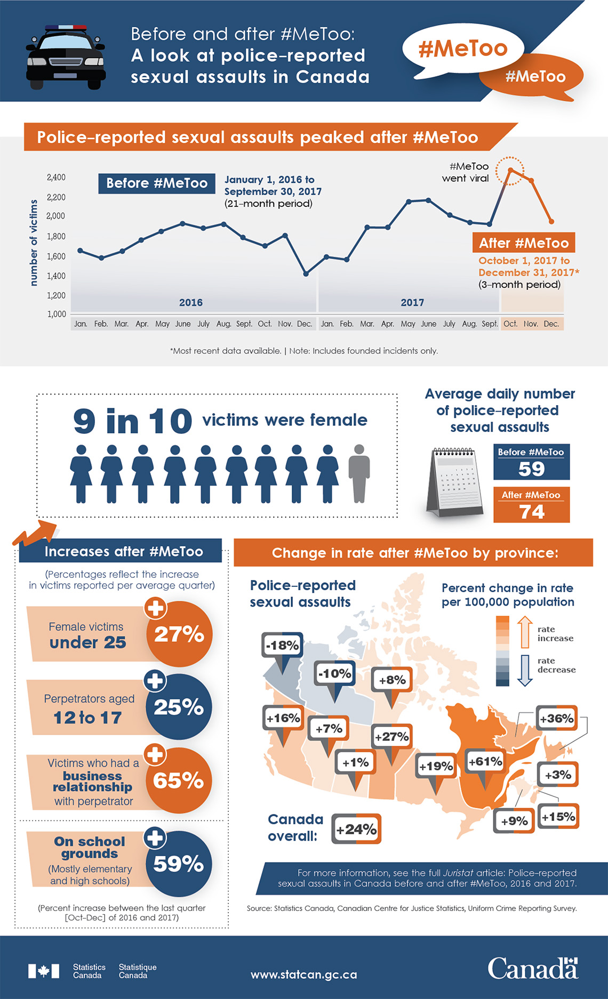 Before and after #MeToo:
A look at police-reported
sexual assaults in Canada
#MeToo
#MeToo
Police-reported sexual assaults peaked after #MeToo
number of victims
2,400
2,200
2,000
1,800
1,600
1,400
1,200
1,000
Before #MeToo
January 1, 2016 to
September 30, 2017
(21-month period)
#MeToo
went viral
After #MeToo
October 1, 2017 to
December 31, 2017*
(3-month period)
2016
2017
Jan. Feb. Mar. Apr. May June July Aug. Sept. Oct. Nov. Dec. Jan. Feb. Mar. Apr. May June July Aug. Sept. Oct. Nov. Dec.
*Most recent data available. | Note: Includes founded incidents only.
9 in 10 victims were female
Average daily number
of police-reported
sexual assaults
Before #MeToo
59
After #MeToo
74
Increases after #MeToo
(Percentages reflect the increase
in victims reported per average quarter)
Female victims
under 25
27%
Perpetrators aged
12 to 17
25%
Victims who had a
business
relationship
with perpetrator
65%
On school
grounds
(Mostly elementary
and high schools)
59%
(Percent increase between the last quarter
[Oct-Dec] of 2016 and 2017)
Change in rate after #MeToo by province:
Police-reported
sexual assaults
Percent change in rate
per 100,000 population
rate
increase
rate
decrease
-18%
-10%
+8%
+16%
+7%
+27%
+1%
+19%
+61%
+36%
+3%
+9%
+15%
Canada
overall:
+24%
For more information, see the full Juristat article: Police-reported
sexual assaults in Canada before and after #MeToo, 2016 and 2017.
Source: Statistics Canada, Canadian Centre for Justice Statistics, Uniform Crime Reporting Survey.
Statistics
Canada
Statistique
Canada
www.statcan.gc.ca
Canada